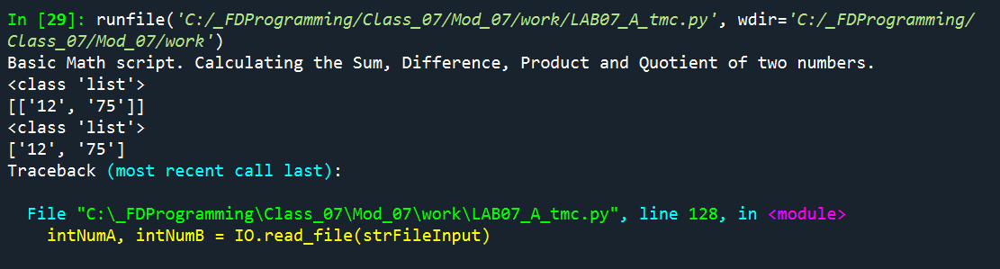 In [29]: runfile('C:/_FDProgramming/Class_07/Mod_07/work/LAB07_A_tmc.py', wdir='C:/_FDProgramming/
Class_07/Mod_07/work')
Basic Math script. Calculating the Sum, Difference, Product and Quotient of two numbers.
<class 'list'>
[['12', '75']]
<class 'list'>
['12', '75']
Traceback (most recent call last):
File "C:\_FDProgramming\Class_07\Mod_07\work\LAB07_A_tmc.py", line 128, in <module>
intNumA, intNumB = IO.read_file(strFileInput)